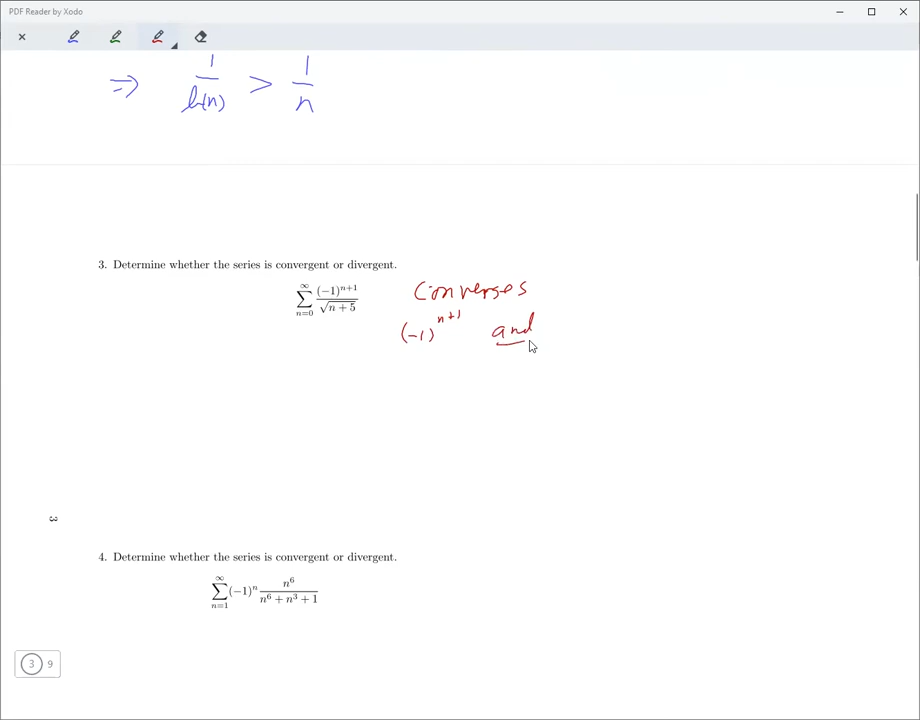 PDF Reader by Xodo
⇒ 1/ln(n) > 1/n
3. Determine whether the series is convergent or divergent.
∑_{n=0}^{∞} (−1)^{n+1}/√(n+5) Converges
(-1)^{n+1} and
3
4. Determine whether the series is convergent or divergent.
∑_{n=1}^{∞} (−1)^n n^6/(n^6 + n^3 + 1)
3 9